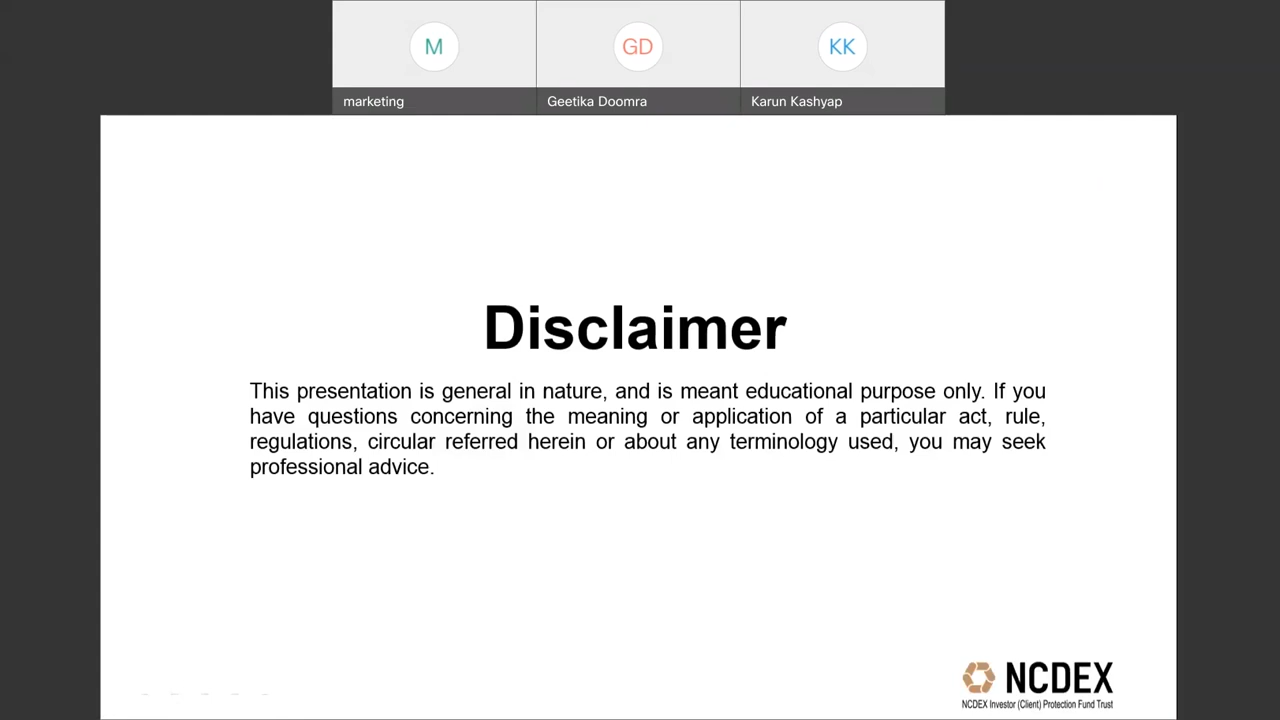 M
GD
KK
marketing
Geetika Doomra
Karun Kashyap
Disclaimer
This presentation is general in nature, and is meant educational purpose only. If you
have questions concerning the meaning or application of a particular act, rule,
regulations, circular referred herein or about any terminology used, you may seek
professional advice.
NCDEX
NCDEX Investor (Client) Protection Fund Trust